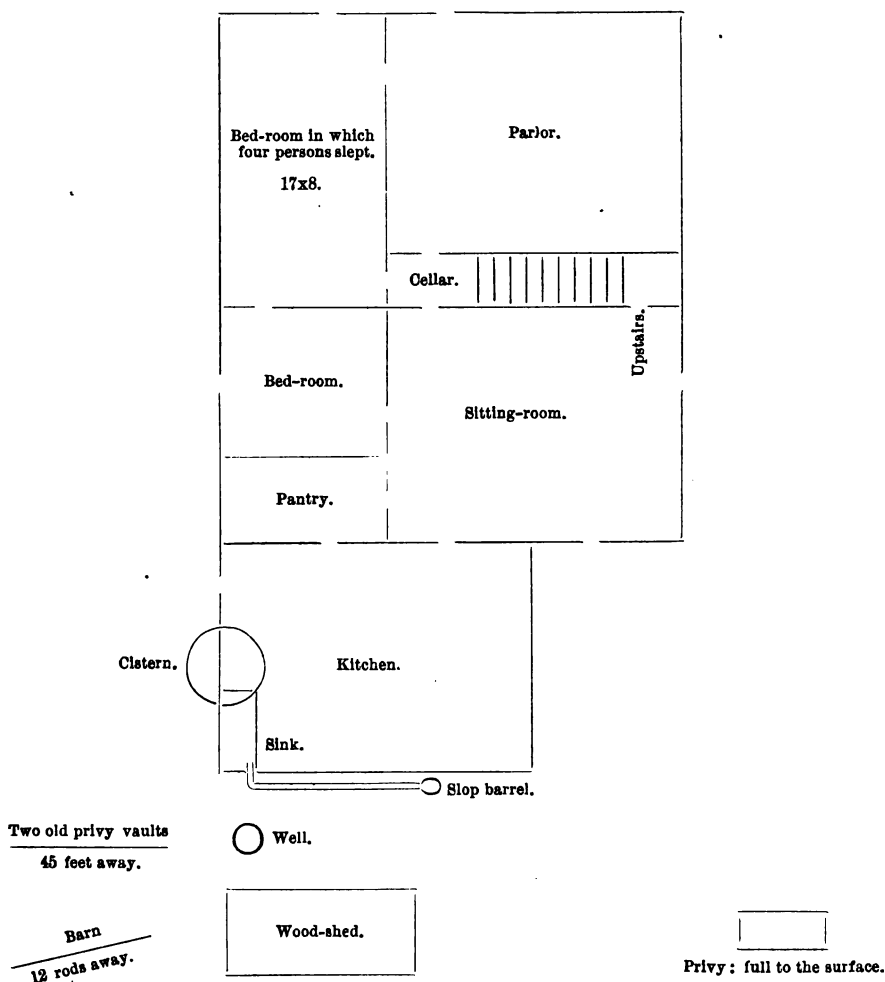 Bed-room in which
four persons slept.
17x8.
Parlor.
Cellar.
Upstairs.
Bed-room.
Sitting-room.
Pantry.
Cistern.
Kitchen.
Sink.
Slop barrel.
Two old privy vaults
45 feet away.
Well.
Barn
12 rods away.
Wood-shed.
Privy: full to the surface.